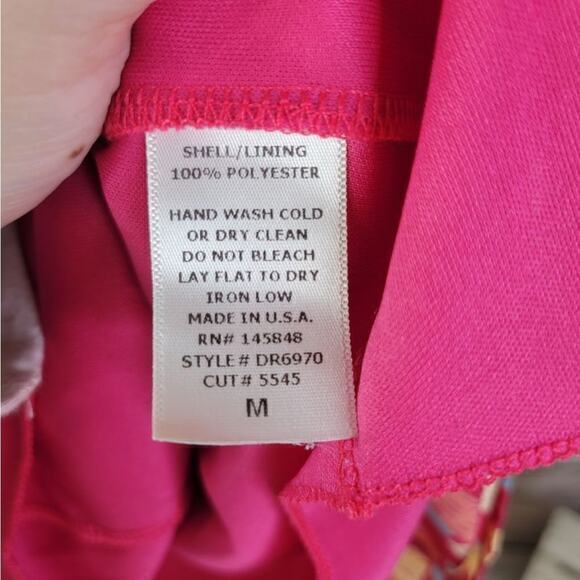 SHELL/LINING
100% POLYESTER
HAND WASH COLD
OR DRY CLEAN
DO NOT BLEACH
LAY FLAT TO DRY
IRON LOW
MADE IN U.S.A.
RN# 145848
STYLE# DR6970
CUT# 5545
M